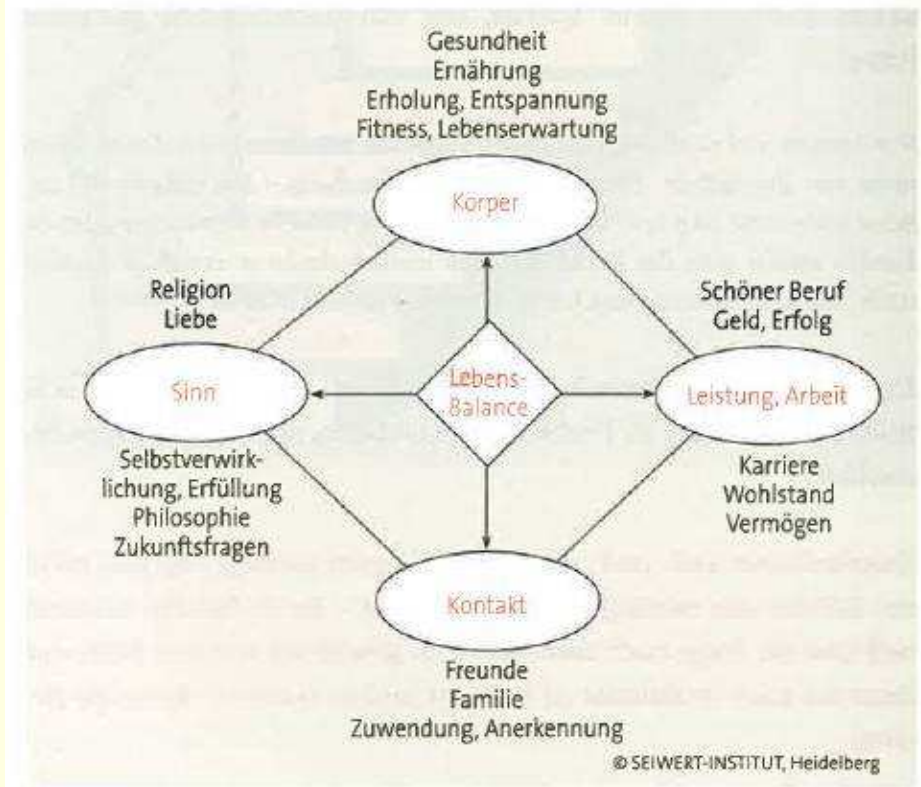 Gesundheit
Ernährung
Erholung, Entspannung
Fitness, Lebenserwartung
Körper
Religion
Liebe
Schöner Beruf
Geld, Erfolg
Sinn
Lebens-
Balance
Leistung, Arbeit
Selbstverwirk-
lichung, Erfüllung
Philosophie
Zukunftsfragen
Karriere
Wohlstand
Vermögen
Kontakt
Freunde
Familie
Zuwendung, Anerkennung
© SEIWERT-INSTITUT, Heidelberg